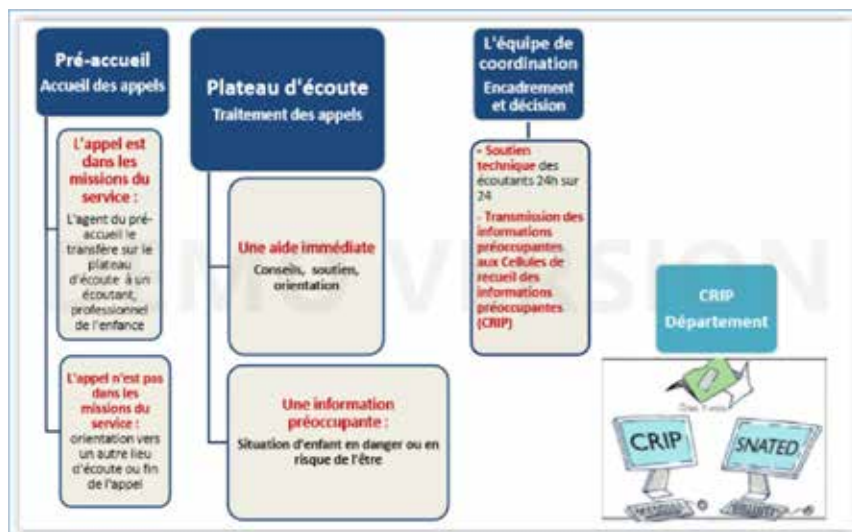 Pré-accueil
Accueil des appels
L'appel est
dans les
missions du
service :
L'agent du pré-
accueil le
transfère sur le
plateau
d'écoute à un
écoutant,
professionnel
de l'enfance
L'appel n'est pas
dans les
missions du
service :
orientation vers
un autre lieu
d'écoute ou fin
de l'appel
Plateau d'écoute
Traitement des appels
Une aide immédiate
Conseils, soutien,
orientation
Une information
préoccupante :
Situation d'enfant en danger ou en
risque de l'être
L'équipe de
coordination
Encadrement
et décision
- Soutien
technique des
écoutants 24h sur
24
- Transmission des
informations
préoccupantes
aux Cellules de
recueil des
informations
préoccupantes
(CRIP)
CRIP
Département
CRIP
SNATED
DEMO VERSION